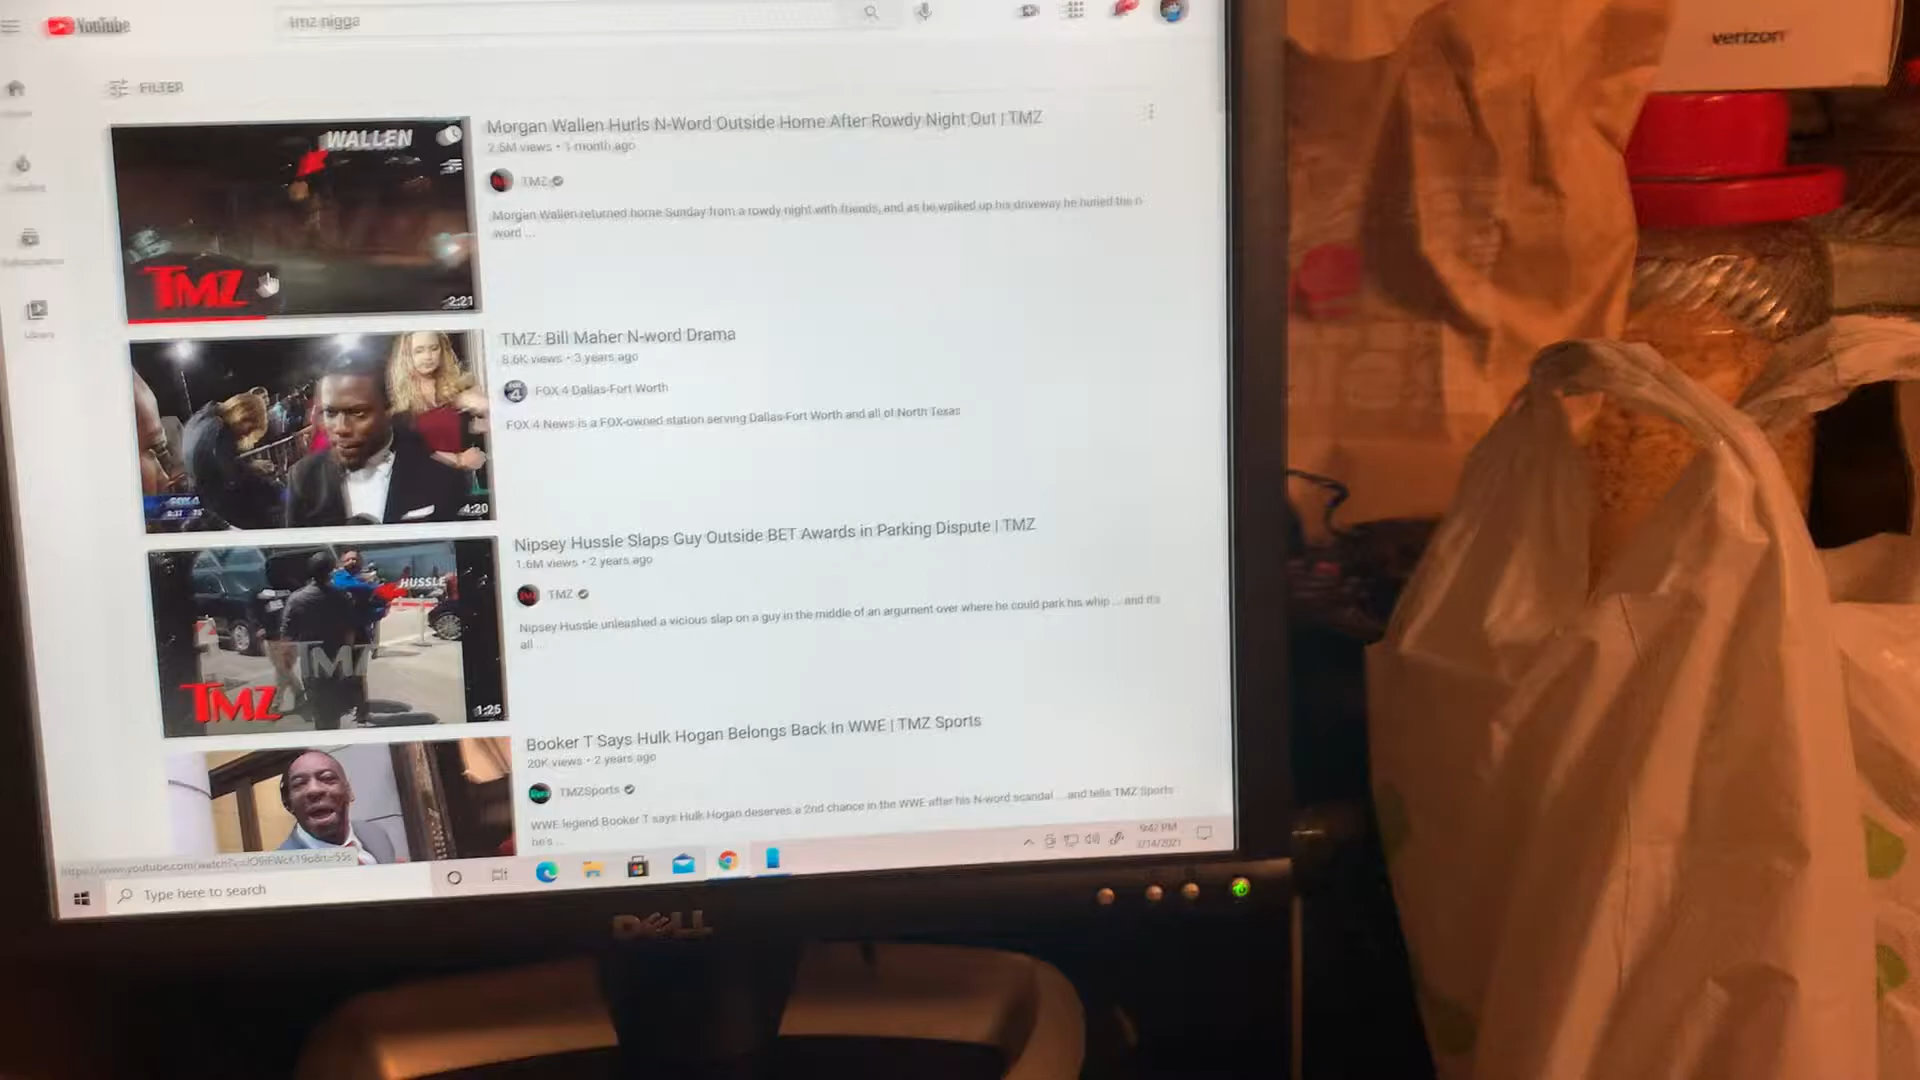 YouTube
tmz nigga
verizon
FILTER
WALLEN
TMZ
2:21
Morgan Wallen Hurls N-Word Outside Home After Rowdy Night Out | TMZ
2.5M views • 1 month ago
TMZ
Morgan Wallen returned home Sunday from a rowdy night with friends, and as he walked up his driveway he hurled the n-
word ...
Library
FOX 4
4:20
TMZ: Bill Maher N-word Drama
8.6K views • 3 years ago
FOX 4 Dallas-Fort Worth
FOX 4 News is a FOX-owned station serving Dallas-Fort Worth and all of North Texas
HUSSLE
TMZ
TMZ
1:25
Nipsey Hussle Slaps Guy Outside BET Awards in Parking Dispute | TMZ
1.6M views • 2 years ago
TMZ
Nipsey Hussle unleashed a vicious slap on a guy in the middle of an argument over where he could park his whip ... and it's
all ...
Booker T Says Hulk Hogan Belongs Back In WWE | TMZ Sports
20K views • 2 years ago
TMZSports
WWE legend Booker T says Hulk Hogan deserves a 2nd chance in the WWE after his N-word scandal ... and tells TMZ Sports
he's ...
Type here to search
9:42 PM
DELL